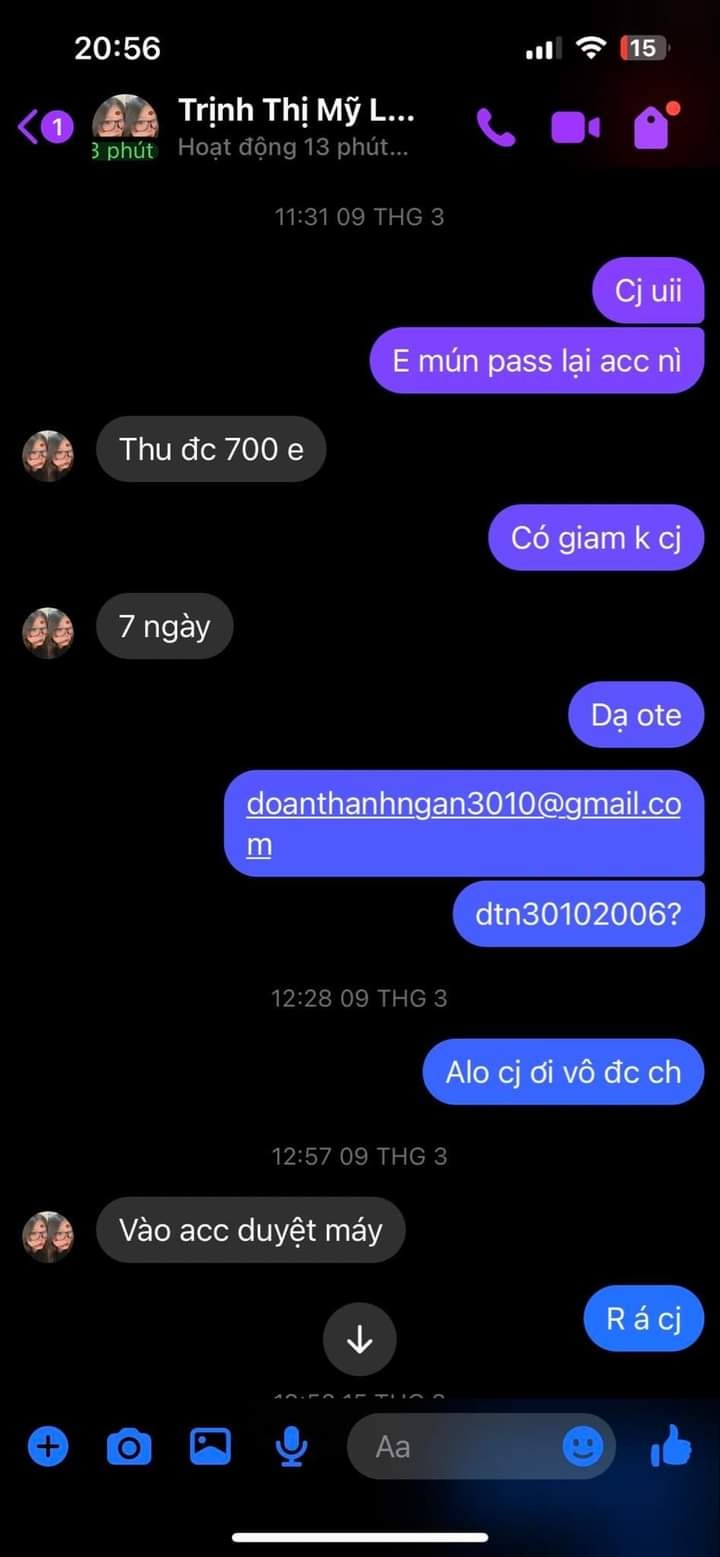 20:56
15
1
Trịnh Thị Mỹ L...
3 phút
Hoạt động 13 phút...
11:31 09 THG 3
Cj uii
E mún pass lại acc nì
Thu đc 700 e
Có giam k cj
7 ngày
Dạ ote
doanthanhngan3010@gmail.co
m
dtn30102006?
12:28 09 THG 3
Alo cj ơi vô đc ch
12:57 09 THG 3
Vào acc duyệt máy
R á cj
Aa